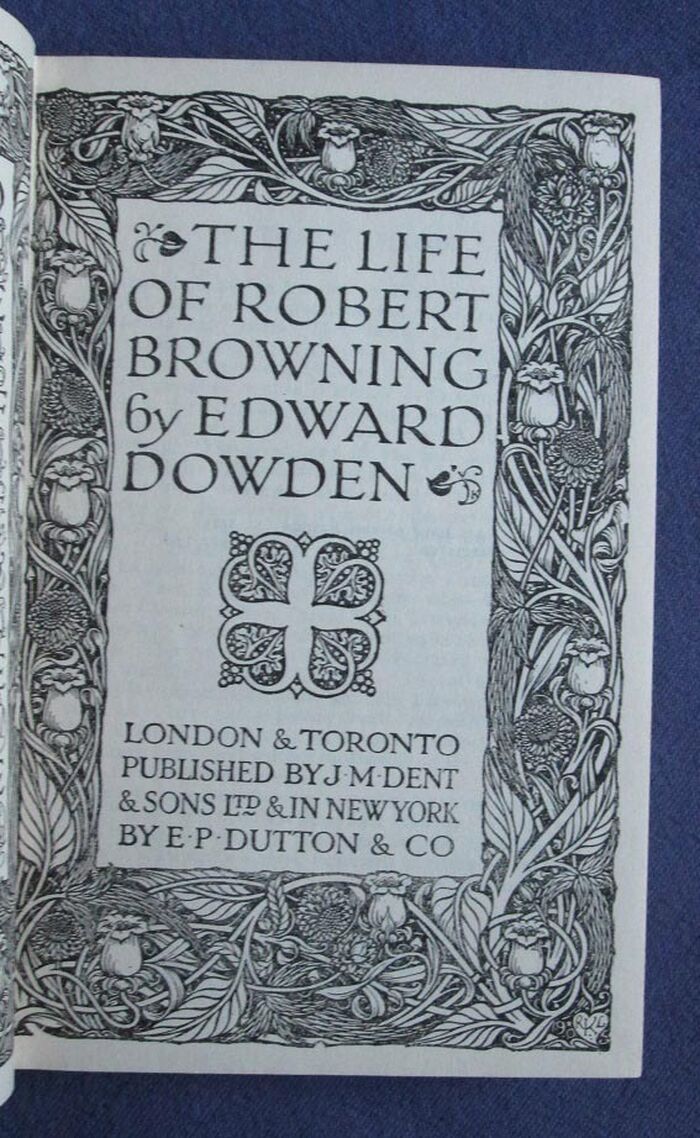 THE LIFE
OF ROBERT
BROWNING
by EDWARD
DOWDEN
LONDON & TORONTO
PUBLISHED BY J·M·DENT
& SONS LTD & IN NEW YORK
BY E·P·DUTTON & CO